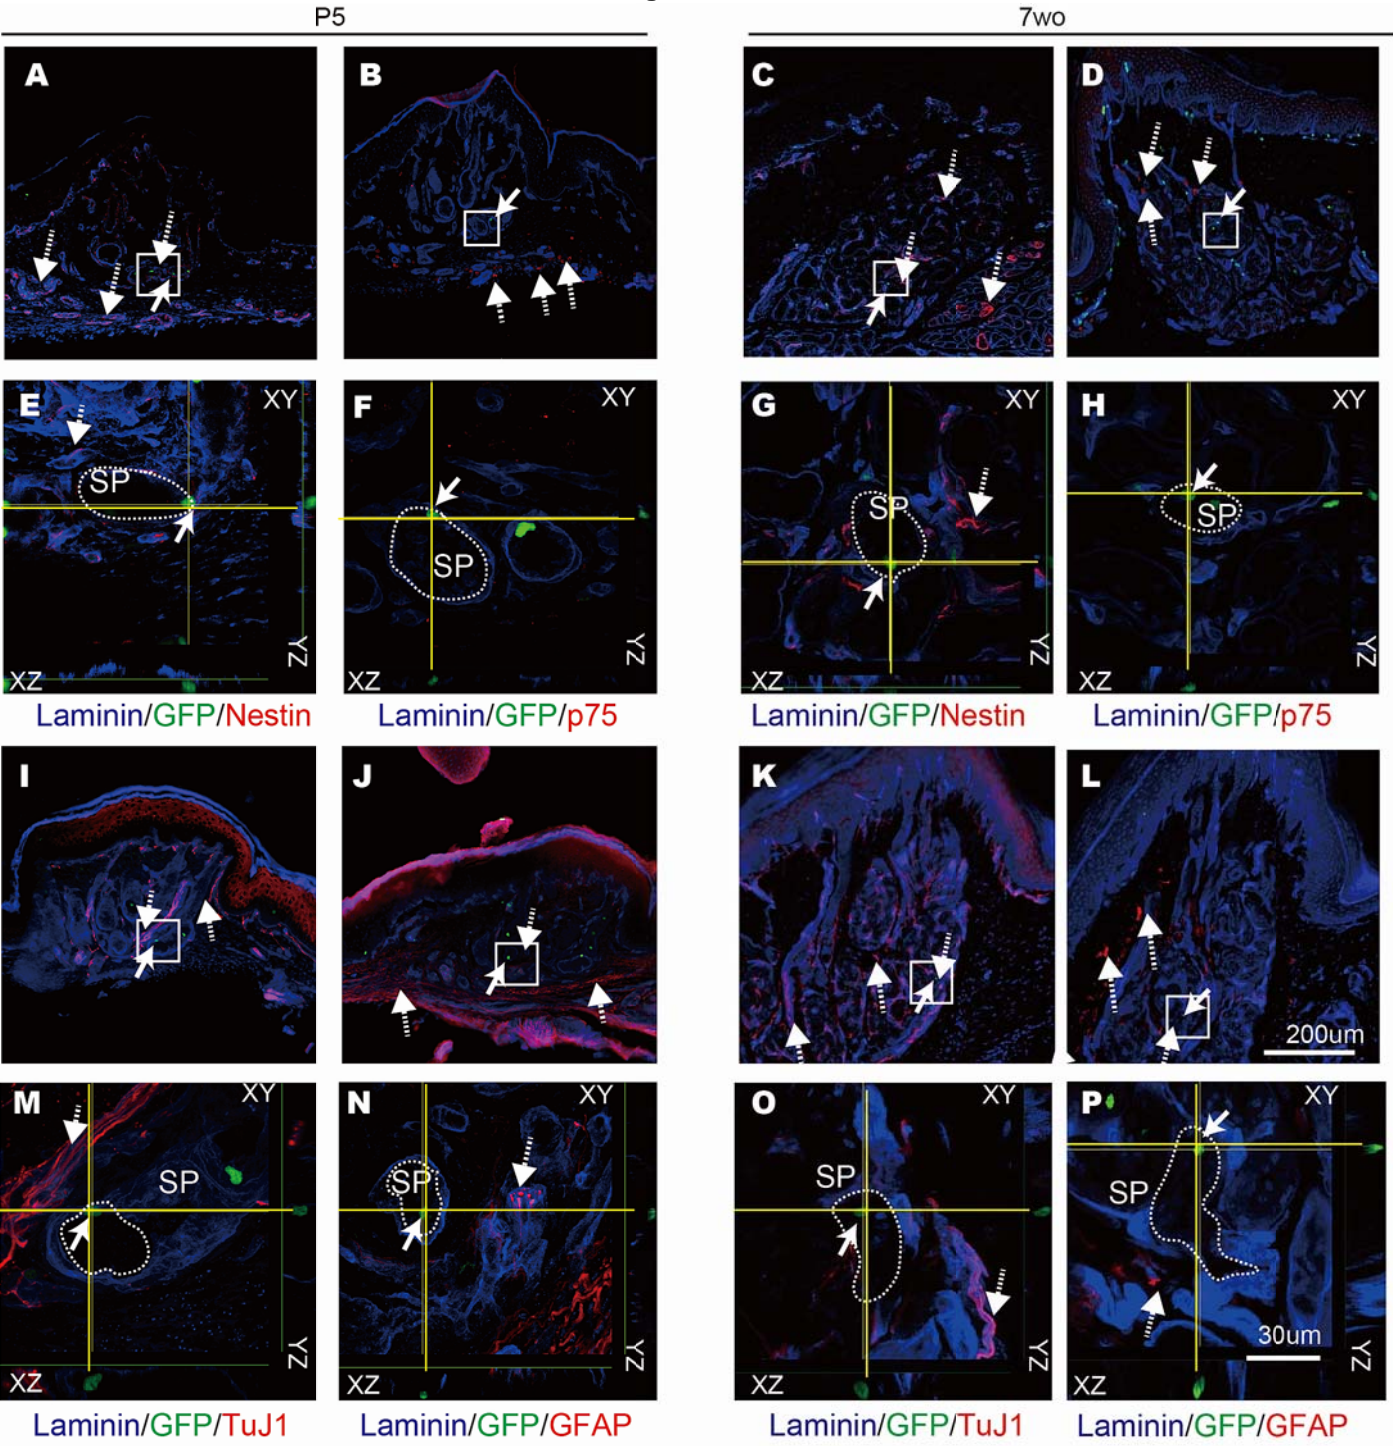 P5
7wo
A
B
C
D
E
XY
SP
XZ
YZ
F
XY
SP
XZ
YZ
G
XY
SP
XZ
YZ
H
XY
SP
XZ
YZ
Laminin/GFP/Nestin
Laminin/GFP/p75
Laminin/GFP/Nestin
Laminin/GFP/p75
I
J
K
L
200um
M
XY
SP
XZ
YZ
N
XY
SP
XZ
YZ
O
XY
SP
XZ
YZ
P
XY
SP
30um
XZ
YZ
Laminin/GFP/TuJ1
Laminin/GFP/GFAP
Laminin/GFP/TuJ1
Laminin/GFP/GFAP